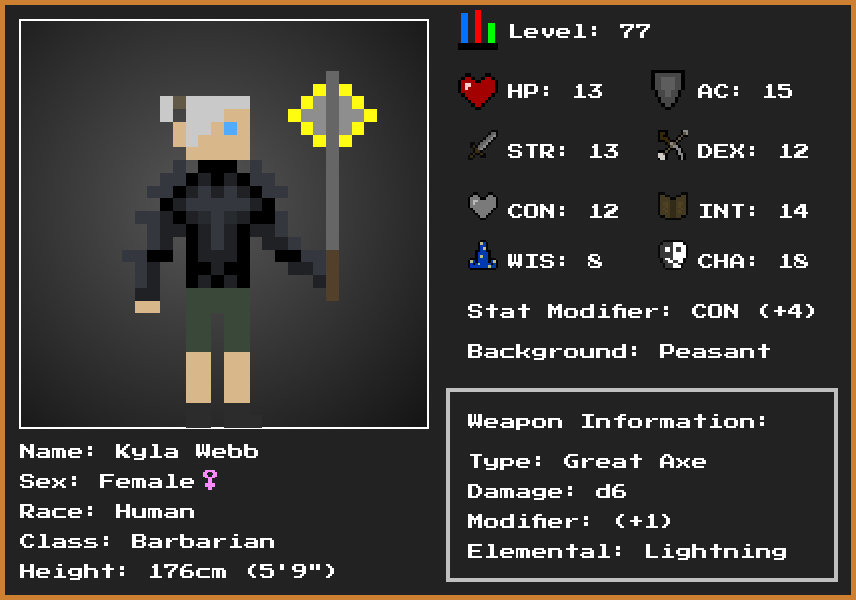 Level: 77
HP: 13 AC: 15
STR: 13 DEX: 12
CON: 12 INT: 14
WIS: 8 CHA: 18
Stat Modifier: CON (+4)
Background: Peasant
Weapon Information:
Type: Great Axe
Damage: d6
Modifier: (+1)
Elemental: Lightning
Name: Kyla Webb
Sex: Female♀
Race: Human
Class: Barbarian
Height: 176cm (5'9")